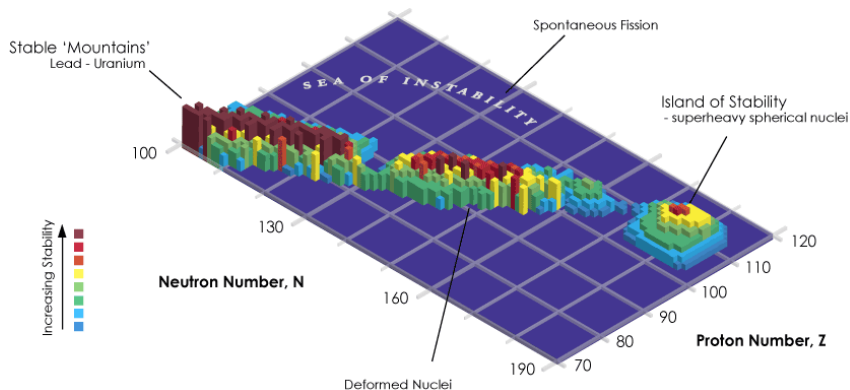 Stable ‘Mountains’
Lead - Uranium
Spontaneous Fission
SEA OF INSTABILITY
Island of Stability
- superheavy spherical nuclei
100
130
160
190
Neutron Number, N
120
110
100
90
80
70
Proton Number, Z
Increasing Stability
Deformed Nuclei